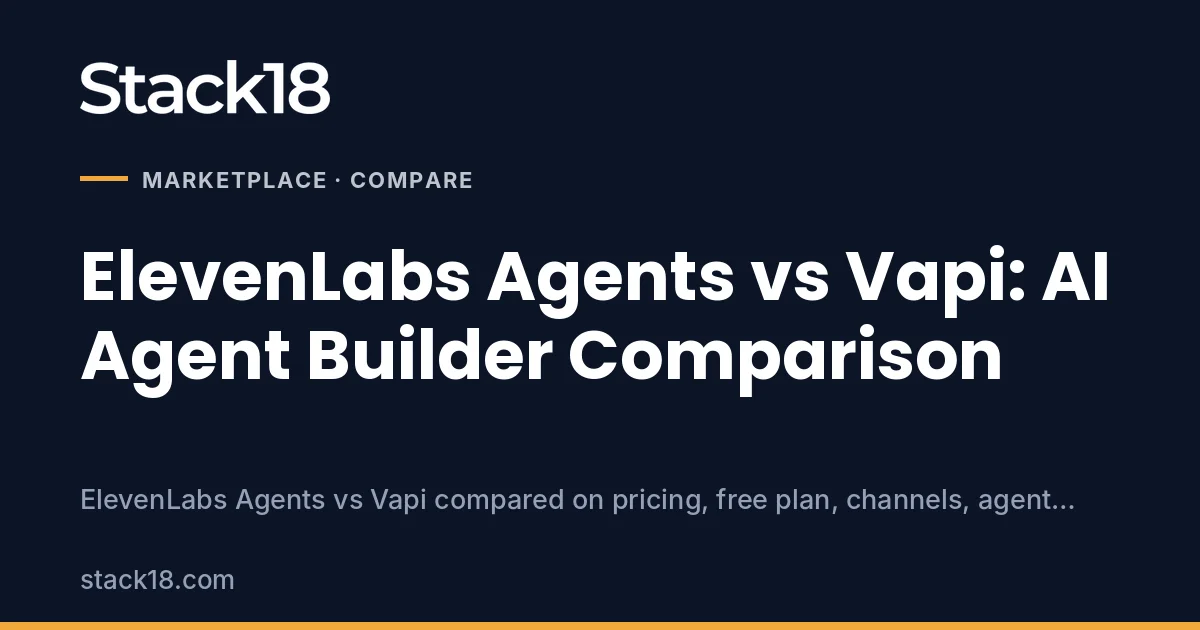 Stack18
MARKETPLACE · COMPARE
ElevenLabs Agents vs Vapi: AI
Agent Builder Comparison
ElevenLabs Agents vs Vapi compared on pricing, free plan, channels, agent...
stack18.com